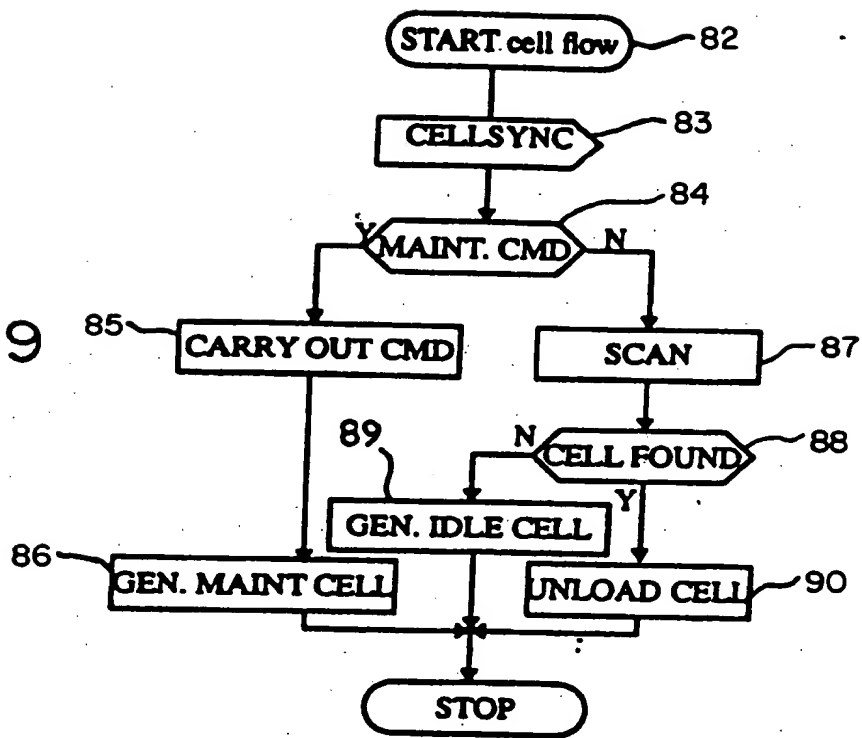 START cell flow 82
CELLSYNC 83
84
Y MAINT. CMD N
9
85 CARRY OUT CMD
SCAN 87
N CELL FOUND 88
89
Y
GEN. IDLE CELL
86 GEN. MAINT CELL
UNLOAD CELL 90
STOP